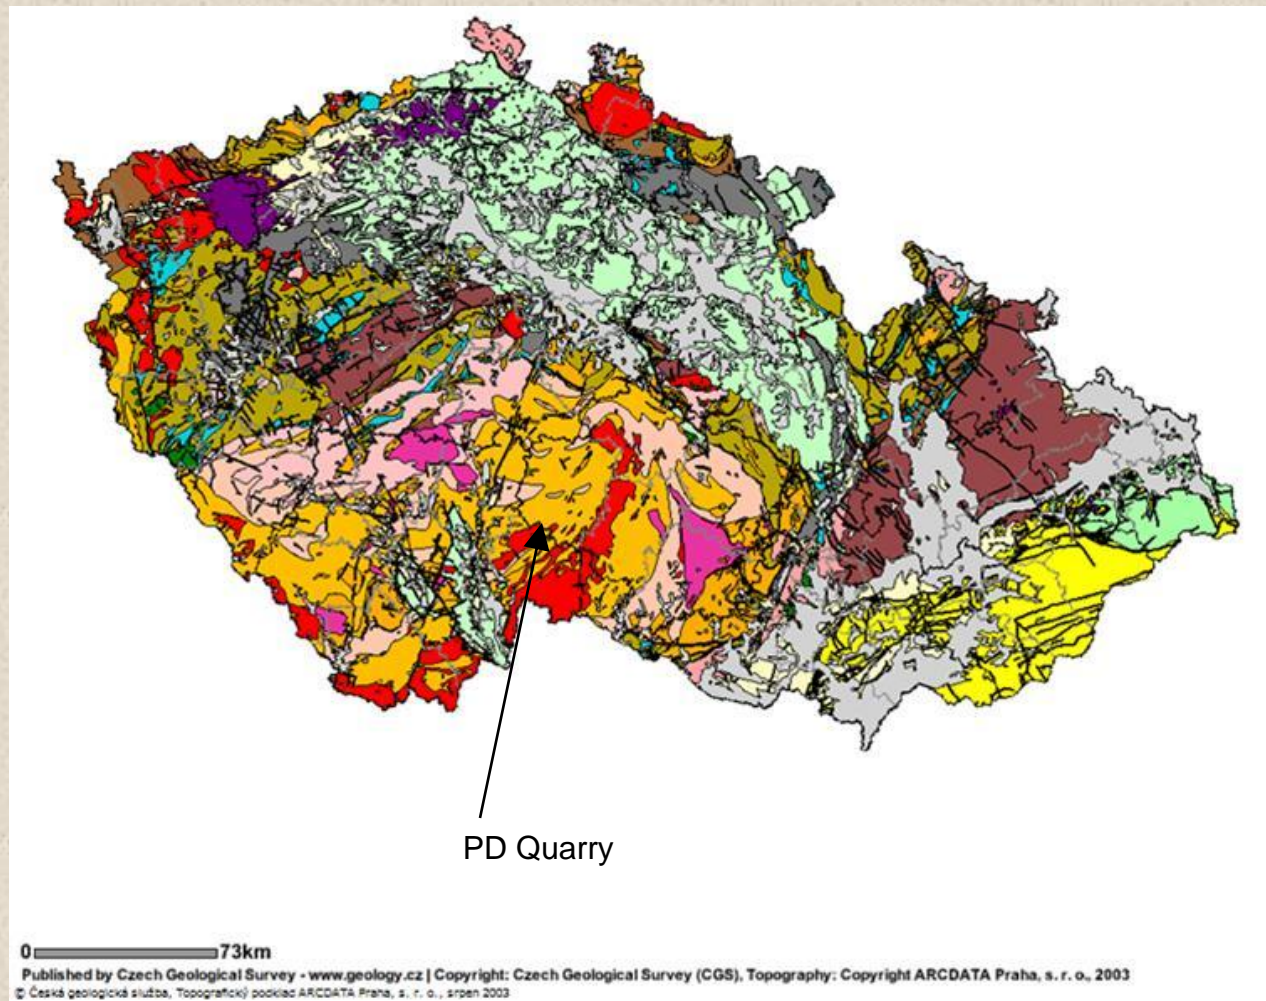 PD Quarry
0 73km
Published by Czech Geological Survey - www.geology.cz | Copyright: Czech Geological Survey (CGS), Topography: Copyright ARCDATA Praha, s. r. o., 2003
© Česká geologická služba, Topografický podklad ARCDATA Praha, s. r. o., srpen 2003